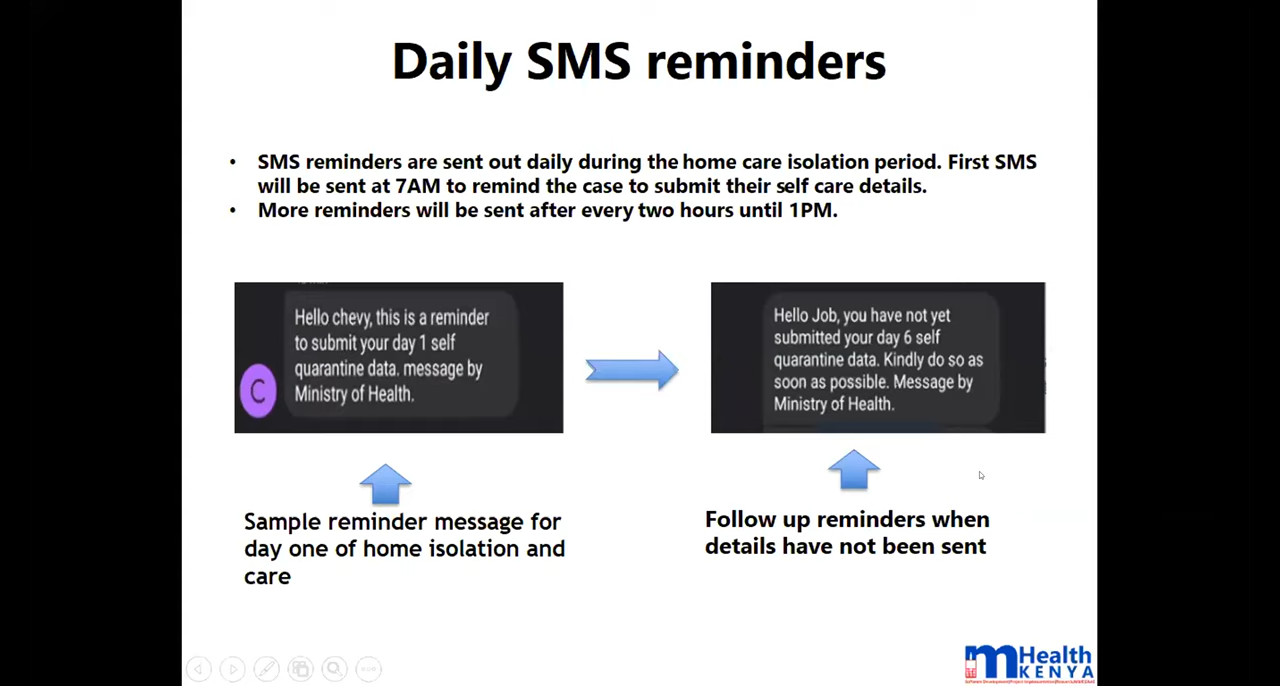 Daily SMS reminders
• SMS reminders are sent out daily during the home care isolation period. First SMS
will be sent at 7AM to remind the case to submit their self care details.
• More reminders will be sent after every two hours until 1PM.
Hello chevy, this is a reminder
to submit your day 1 self
quarantine data. message by
Ministry of Health.
C
Hello Job, you have not yet
submitted your day 6 self
quarantine data. Kindly do so as
soon as possible. Message by
Ministry of Health.
Sample reminder message for
day one of home isolation and
care
Follow up reminders when
details have not been sent
mHealth
KENYA